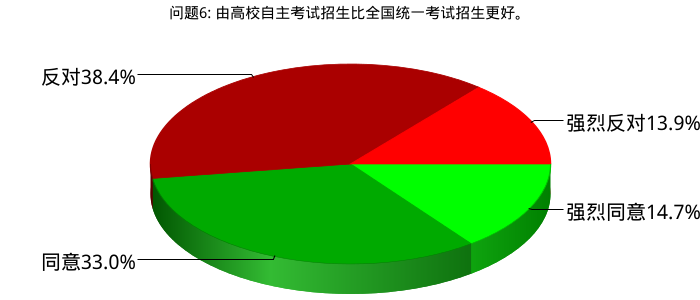 问题6: 由高校自主考试招生比全国统一考试招生更好。
反对38.4%
强烈反对13.9%
强烈同意14.7%
同意33.0%